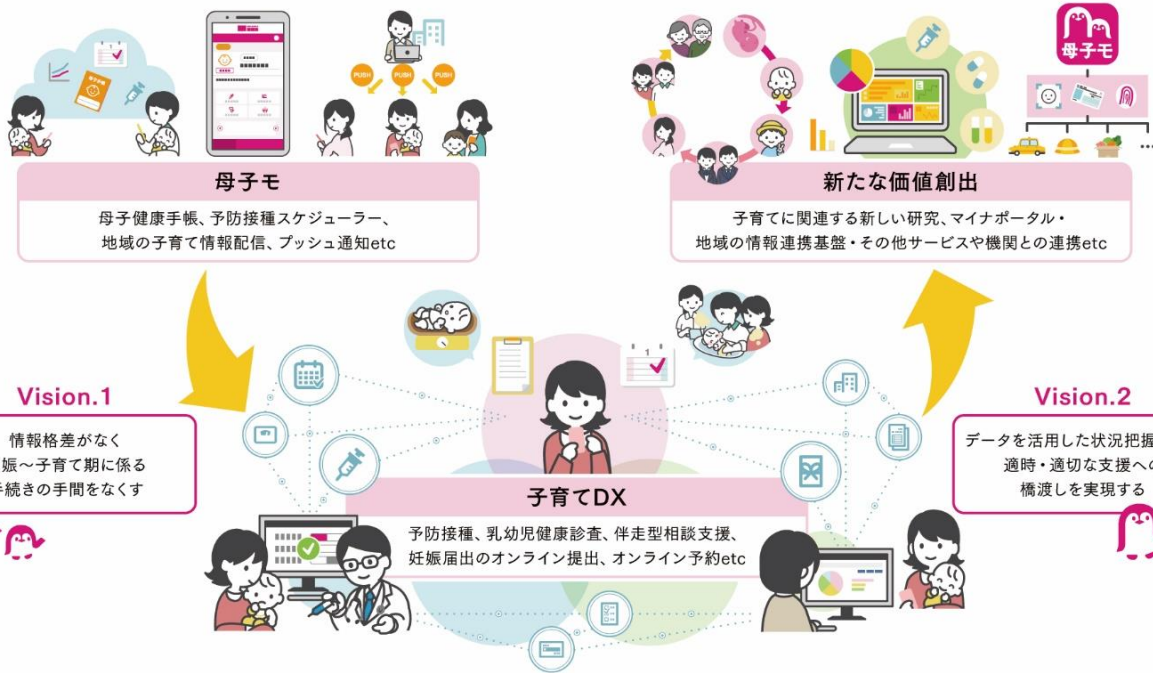 母子手帳
PUSH
PUSH
PUSH
母子モ
母子モ
母子健康手帳、予防接種スケジューラー、
地域の子育て情報配信、プッシュ通知etc
新たな価値創出
子育てに関連する新しい研究、マイナポータル・
地域の情報連携基盤・その他サービスや機関との連携etc
Vision.1
情報格差がなく
娠〜子育て期に係る
続きの手間をなくす
1
子育てDX
予防接種、乳幼児健康診査、伴走型相談支援、
妊娠届出のオンライン提出、オンライン予約etc
Vision.2
データを活用した状況把握
適時・適切な支援への
橋渡しを実現する